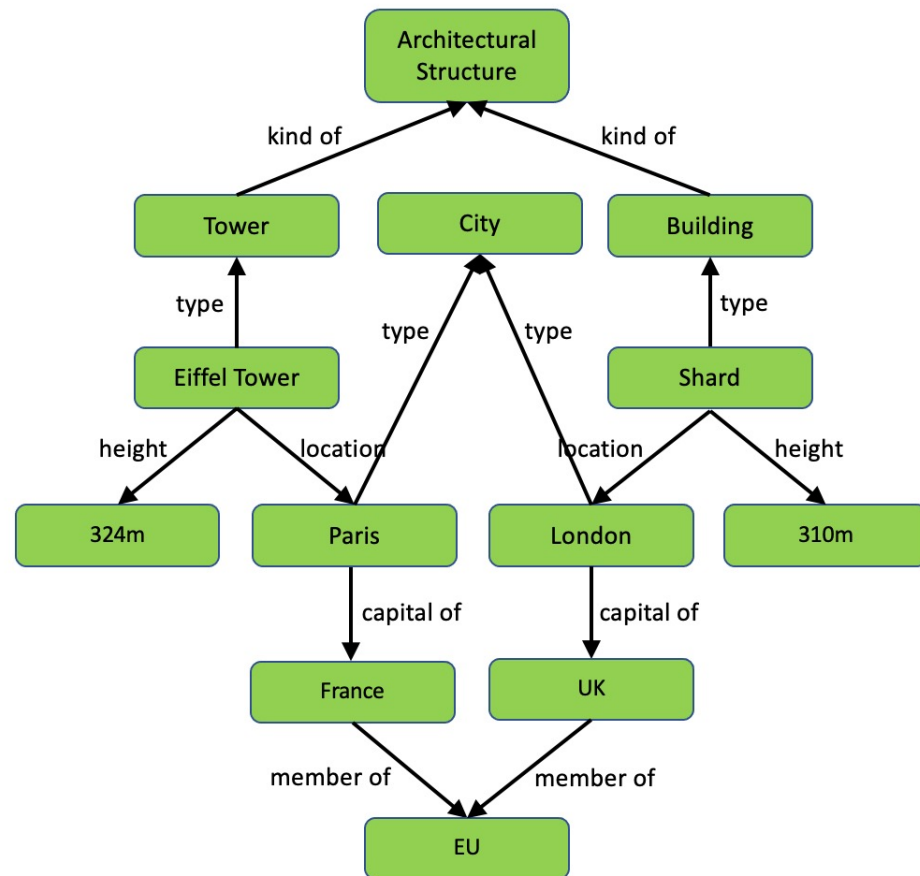 Architectural
Structure
kind of
kind of
Tower
City
Building
type
type
type
type
Eiffel Tower
Shard
height
location
location
height
324m
Paris
London
310m
capital of
capital of
France
UK
member of
member of
EU